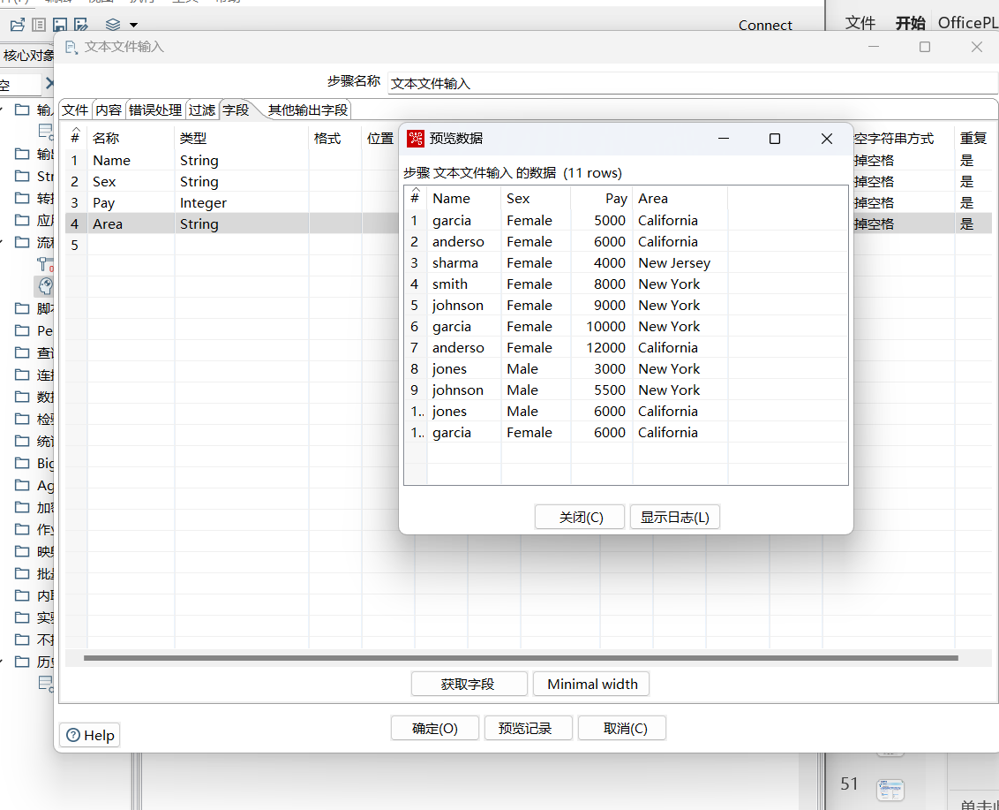 Connect
文件 开始 OfficePL
核心对象
文本文件输入
空
步骤名称 文本文件输入
文件 内容 错误处理 过滤 字段 其他输出字段
# 名称 类型 格式 位置 空字符串方式 重复
1 Name String 掉空格 是
2 Sex String 掉空格 是
3 Pay Integer 掉空格 是
4 Area String 掉空格 是
5
预览数据
步骤 文本文件输入 的数据 (11 rows)
# Name Sex Pay Area
1 garcia Female 5000 California
2 anderso Female 6000 California
3 sharma Female 4000 New Jersey
4 smith Female 8000 New York
5 johnson Female 9000 New York
6 garcia Female 10000 New York
7 anderso Female 12000 California
8 jones Male 3000 New York
9 johnson Male 5500 New York
1.. jones Male 6000 California
1.. garcia Female 6000 California
关闭(C) 显示日志(L)
输
输
St
转
应
流
Pe
查
连
数
检
统
Big
Ag
加
作
映
批
内
实
不
历
获取字段 Minimal width
Help 确定(O) 预览记录 取消(C)
51